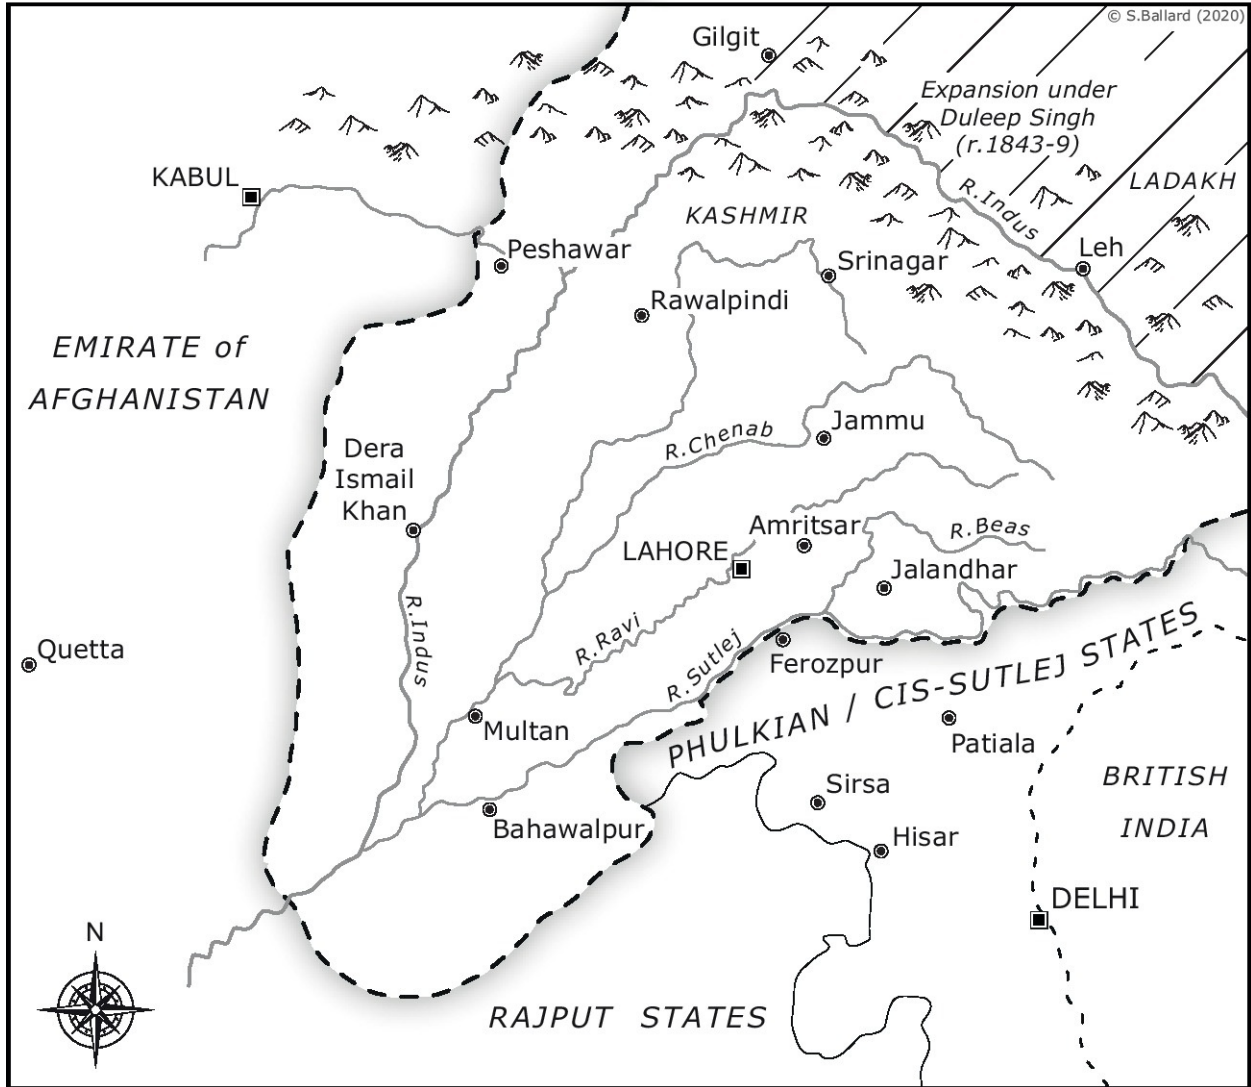 © S.Ballard (2020)
Gilgit
Expansion under
Duleep Singh
(r.1843-9)
KABUL
LADAKH
R.Indus
KASHMIR
Peshawar
Srinagar
Leh
Rawalpindi
EMIRATE of
AFGHANISTAN
Jammu
R.Chenab
Dera
Ismail
Khan
Amritsar
R.Beas
LAHORE
Jalandhar
R.Indus
R.Ravi
Quetta
R.Sutlej
Ferozpur
PHULKIAN / CIS-SUTLEJ STATES
Multan
Patiala
BRITISH
INDIA
Sirsa
Bahawalpur
Hisar
DELHI
N
RAJPUT STATES